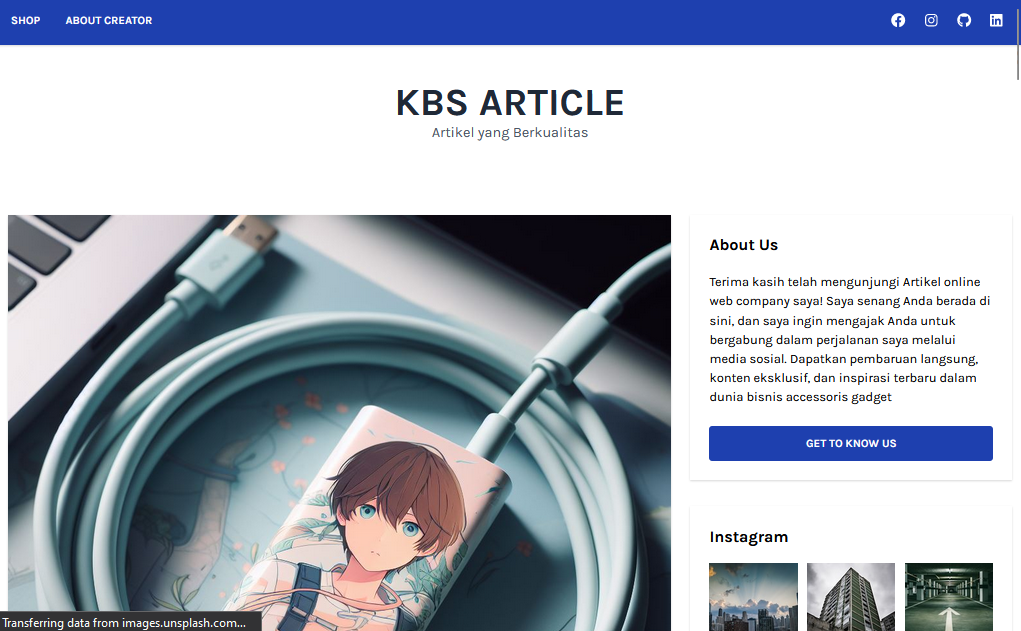 SHOP ABOUT CREATOR
KBS ARTICLE
Artikel yang Berkualitas
About Us
Terima kasih telah mengunjungi Artikel online
web company saya! Saya senang Anda berada di
sini, dan saya ingin mengajak Anda untuk
bergabung dalam perjalanan saya melalui
media sosial. Dapatkan pembaruan langsung,
konten eksklusif, dan inspirasi terbaru dalam
dunia bisnis accessoris gadget
GET TO KNOW US
Instagram
Transferring data from images.unsplash.com...